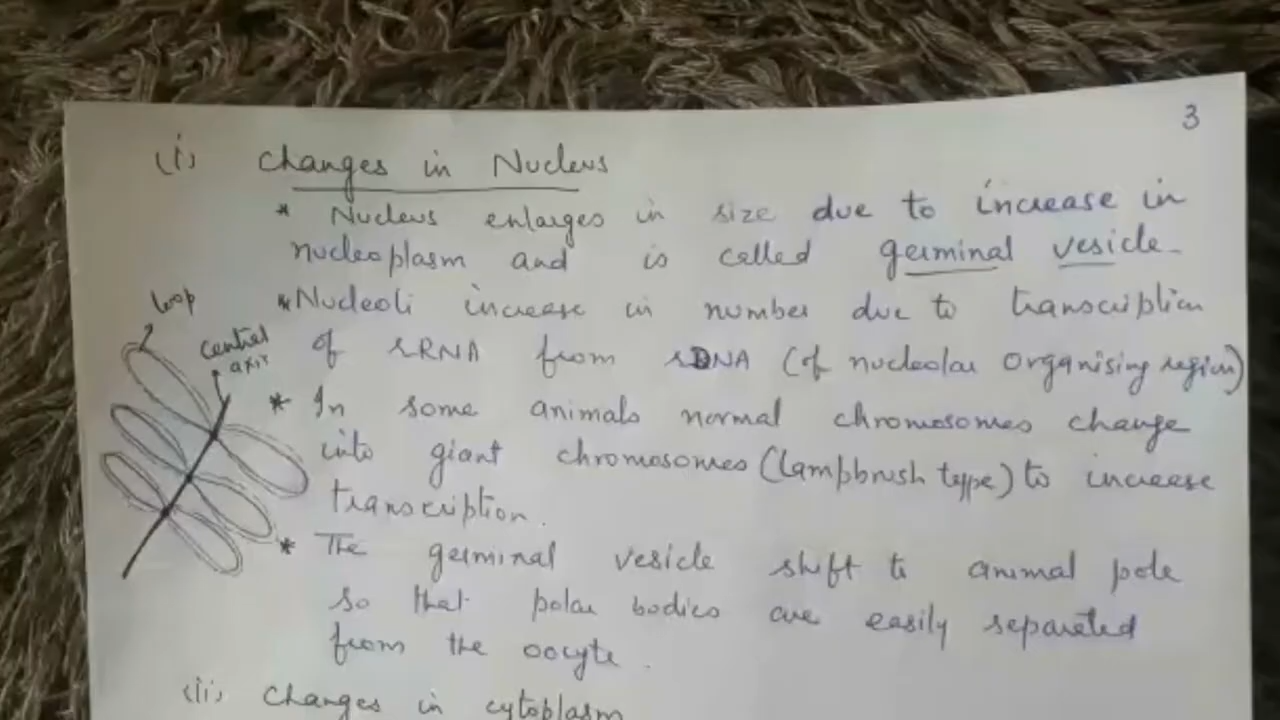 3
(i) Changes in Nucleus
* Nucleus enlarges in size due to increase in
nucleoplasm and is called germinal vesicle.
* Nucleoli increase in number due to transcription
of rRNA from rDNA (of nucleolar organising region)
* In some animals normal chromosomes change
into giant chromosomes (lampbrush type) to increase
transcription.
* The germinal vesicle shift to animal pole
so that polar bodies are easily separated
from the oocyte.
(ii) Changes in cytoplasm
loop
central
axis